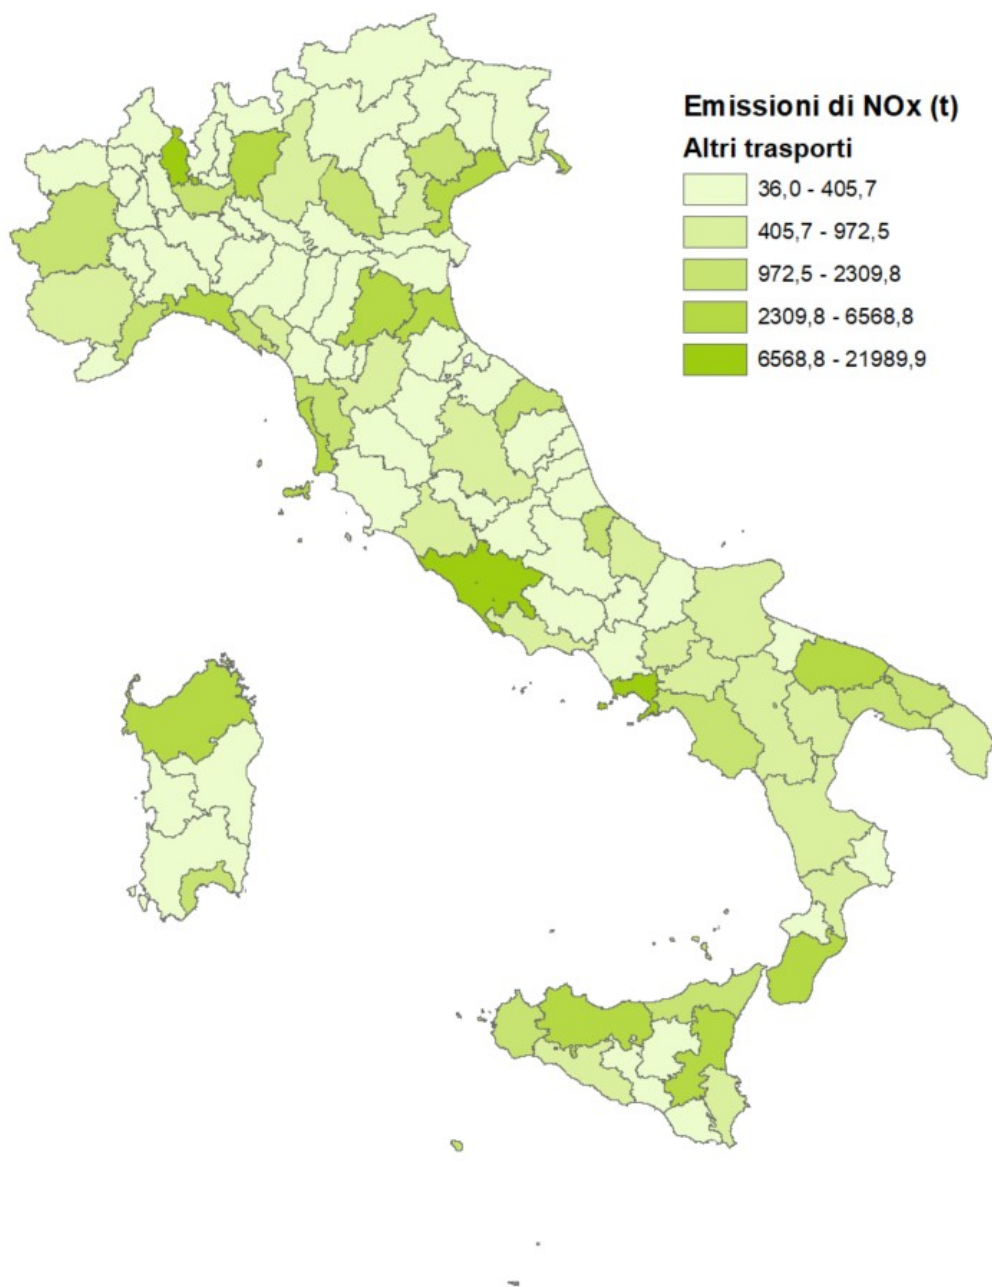 Emissioni di NOx (t)
Altri trasporti
36,0 - 405,7
405,7 - 972,5
972,5 - 2309,8
2309,8 - 6568,8
6568,8 - 21989,9